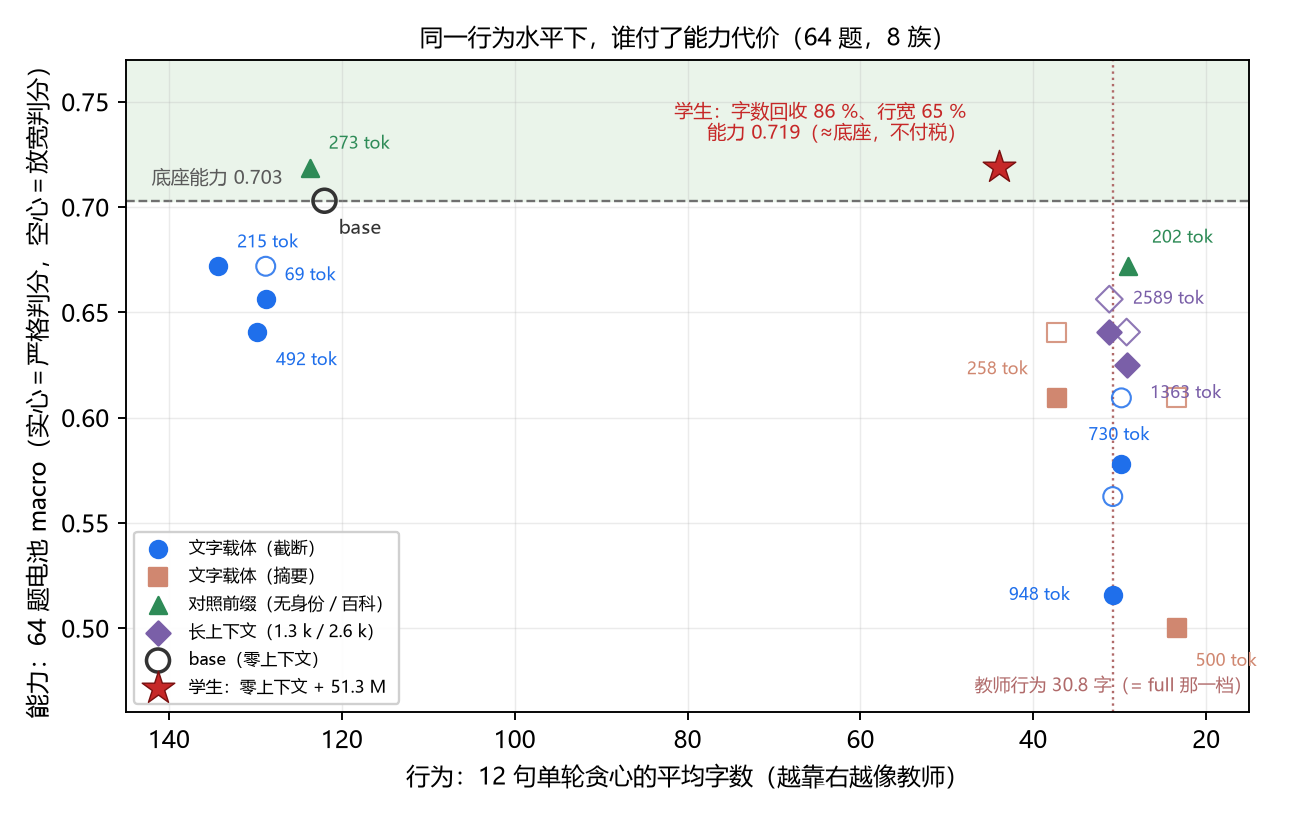 同一行为水平下，谁付了能力代价（64 题，8 族）
能力：64 题电池 macro（实心 = 严格判分，空心 = 放宽判分）
0.75
0.70
0.65
0.60
0.55
0.50
学生：字数回收 86 %、行宽 65 %
能力 0.719（≈底座，不付税）
273 tok
底座能力 0.703
base
215 tok
69 tok
492 tok
202 tok
2589 tok
258 tok
1363 tok
730 tok
948 tok
500 tok
教师行为 30.8 字（= full 那一档）
文字载体（截断）
文字载体（摘要）
对照前缀（无身份 / 百科）
长上下文（1.3 k / 2.6 k）
base（零上下文）
学生：零上下文 + 51.3 M
140
120
100
80
60
40
20
行为：12 句单轮贪心的平均字数（越靠右越像教师）